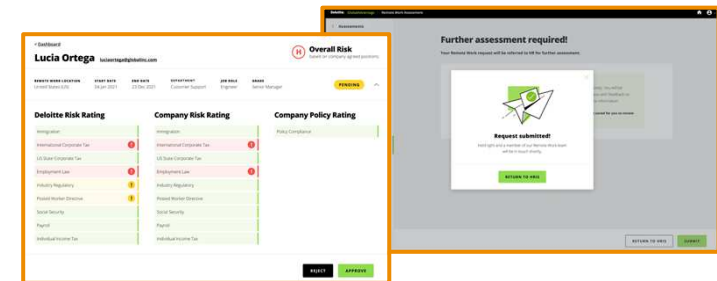 < Dashboard
Lucia Ortega luciaortega@globalinc.com
H Overall Risk
based on company agreed positions
REMOTE WORK LOCATION START DATE END DATE DEPARTMENT JOB ROLE GRADE
United States (US) 04 Jan 2021 23 Dec 2021 Customer Support Engineer Senior Manager
PENDING
Deloitte Risk Rating
Immigration
International Corporate Tax
US State Corporate Tax
Employment Law
Industry Regulatory
Posted Worker Directive
Social Security
Payroll
Individual Income Tax
Company Risk Rating
Immigration
International Corporate Tax
US State Corporate Tax
Employment Law
Industry Regulatory
Posted Worker Directive
Social Security
Payroll
Individual Income Tax
Company Policy Rating
Policy Compliance
REJECT APPROVE
Deloitte. Remote Work Assessment
< Assessments
Further assessment required!
Your Remote Work request will be referred to HR for further assessment.
Request submitted!
Hold tight and a member of our Remote Work team
will be in touch shortly.
RETURN TO HRIS
RETURN TO HRIS SUBMIT